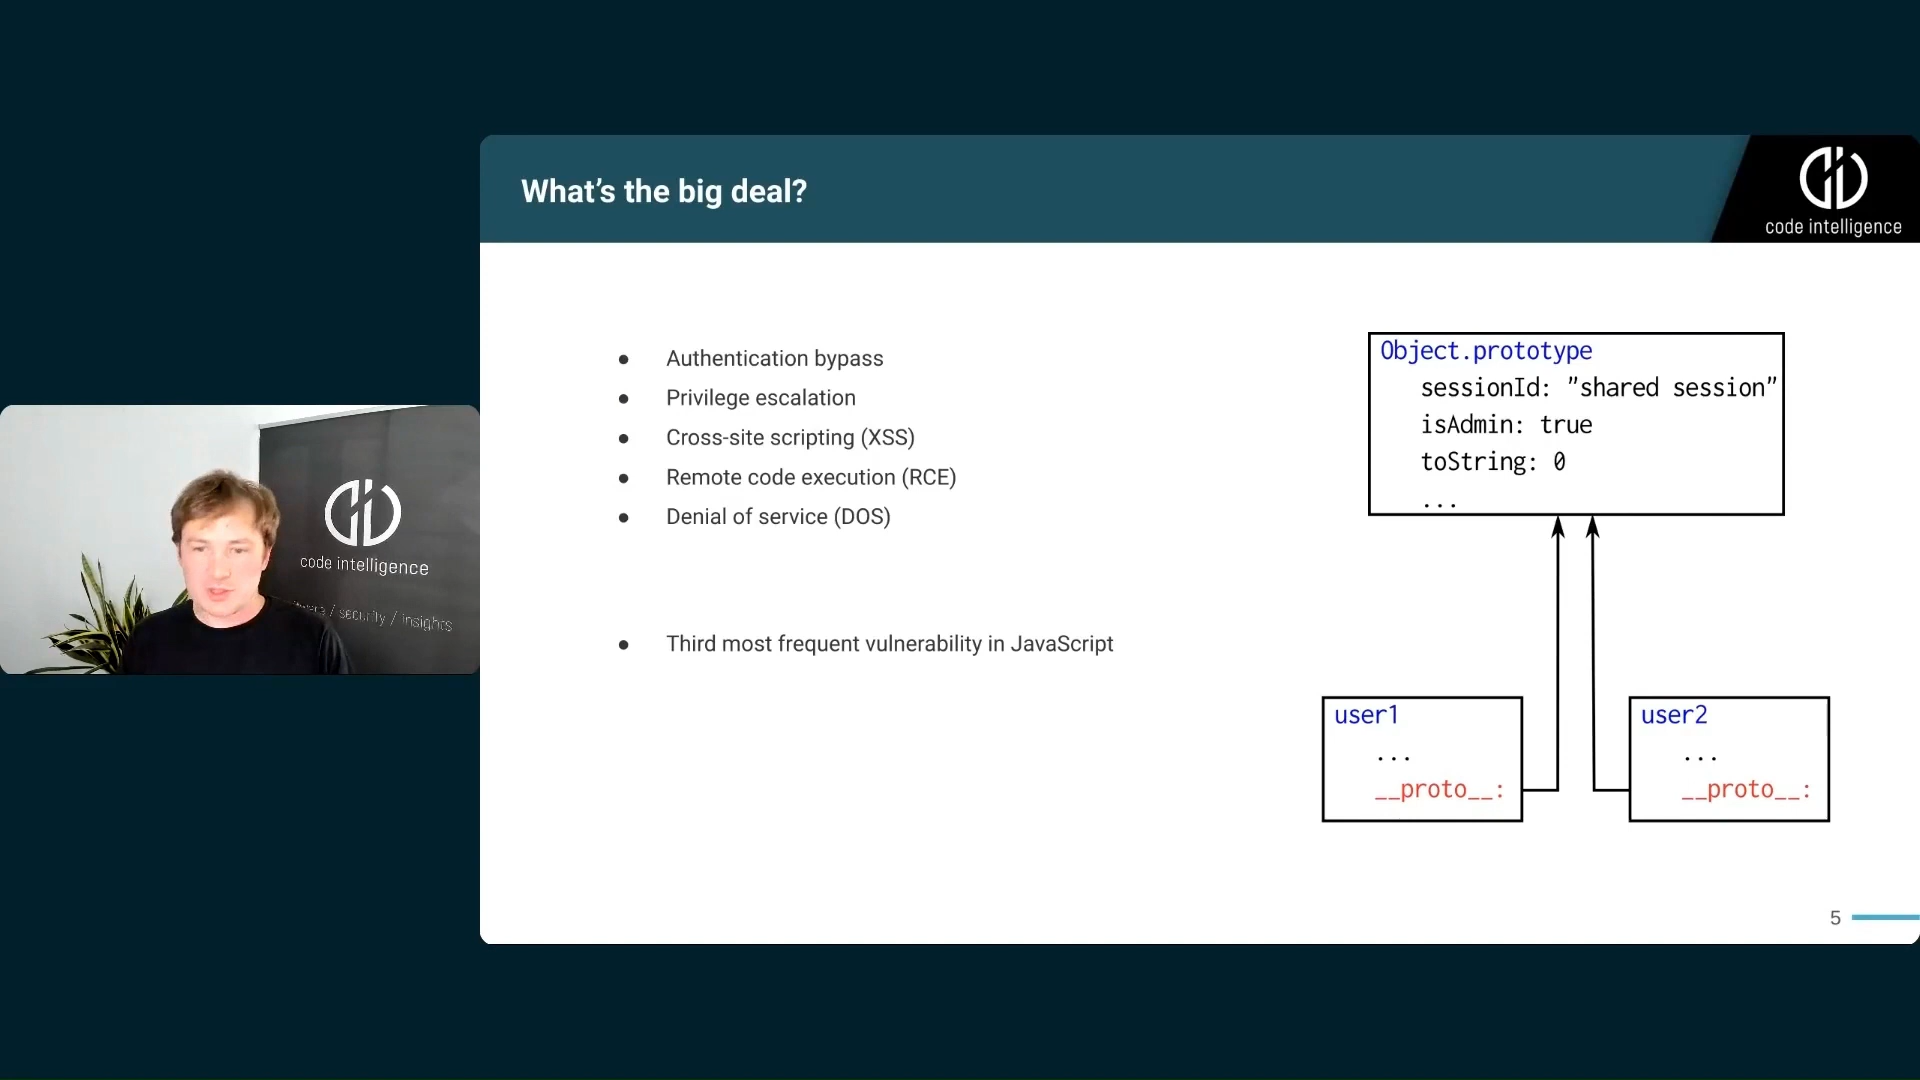 What's the big deal?
code intelligence
Authentication bypass
Privilege escalation
Cross-site scripting (XSS)
Remote code execution (RCE)
Denial of service (DOS)
Third most frequent vulnerability in JavaScript
Object.prototype
sessionId: "shared session"
isAdmin: true
toString: 0
...
user1
...
__proto__:
user2
...
__proto__:
5
code intelligence
/ security / insights